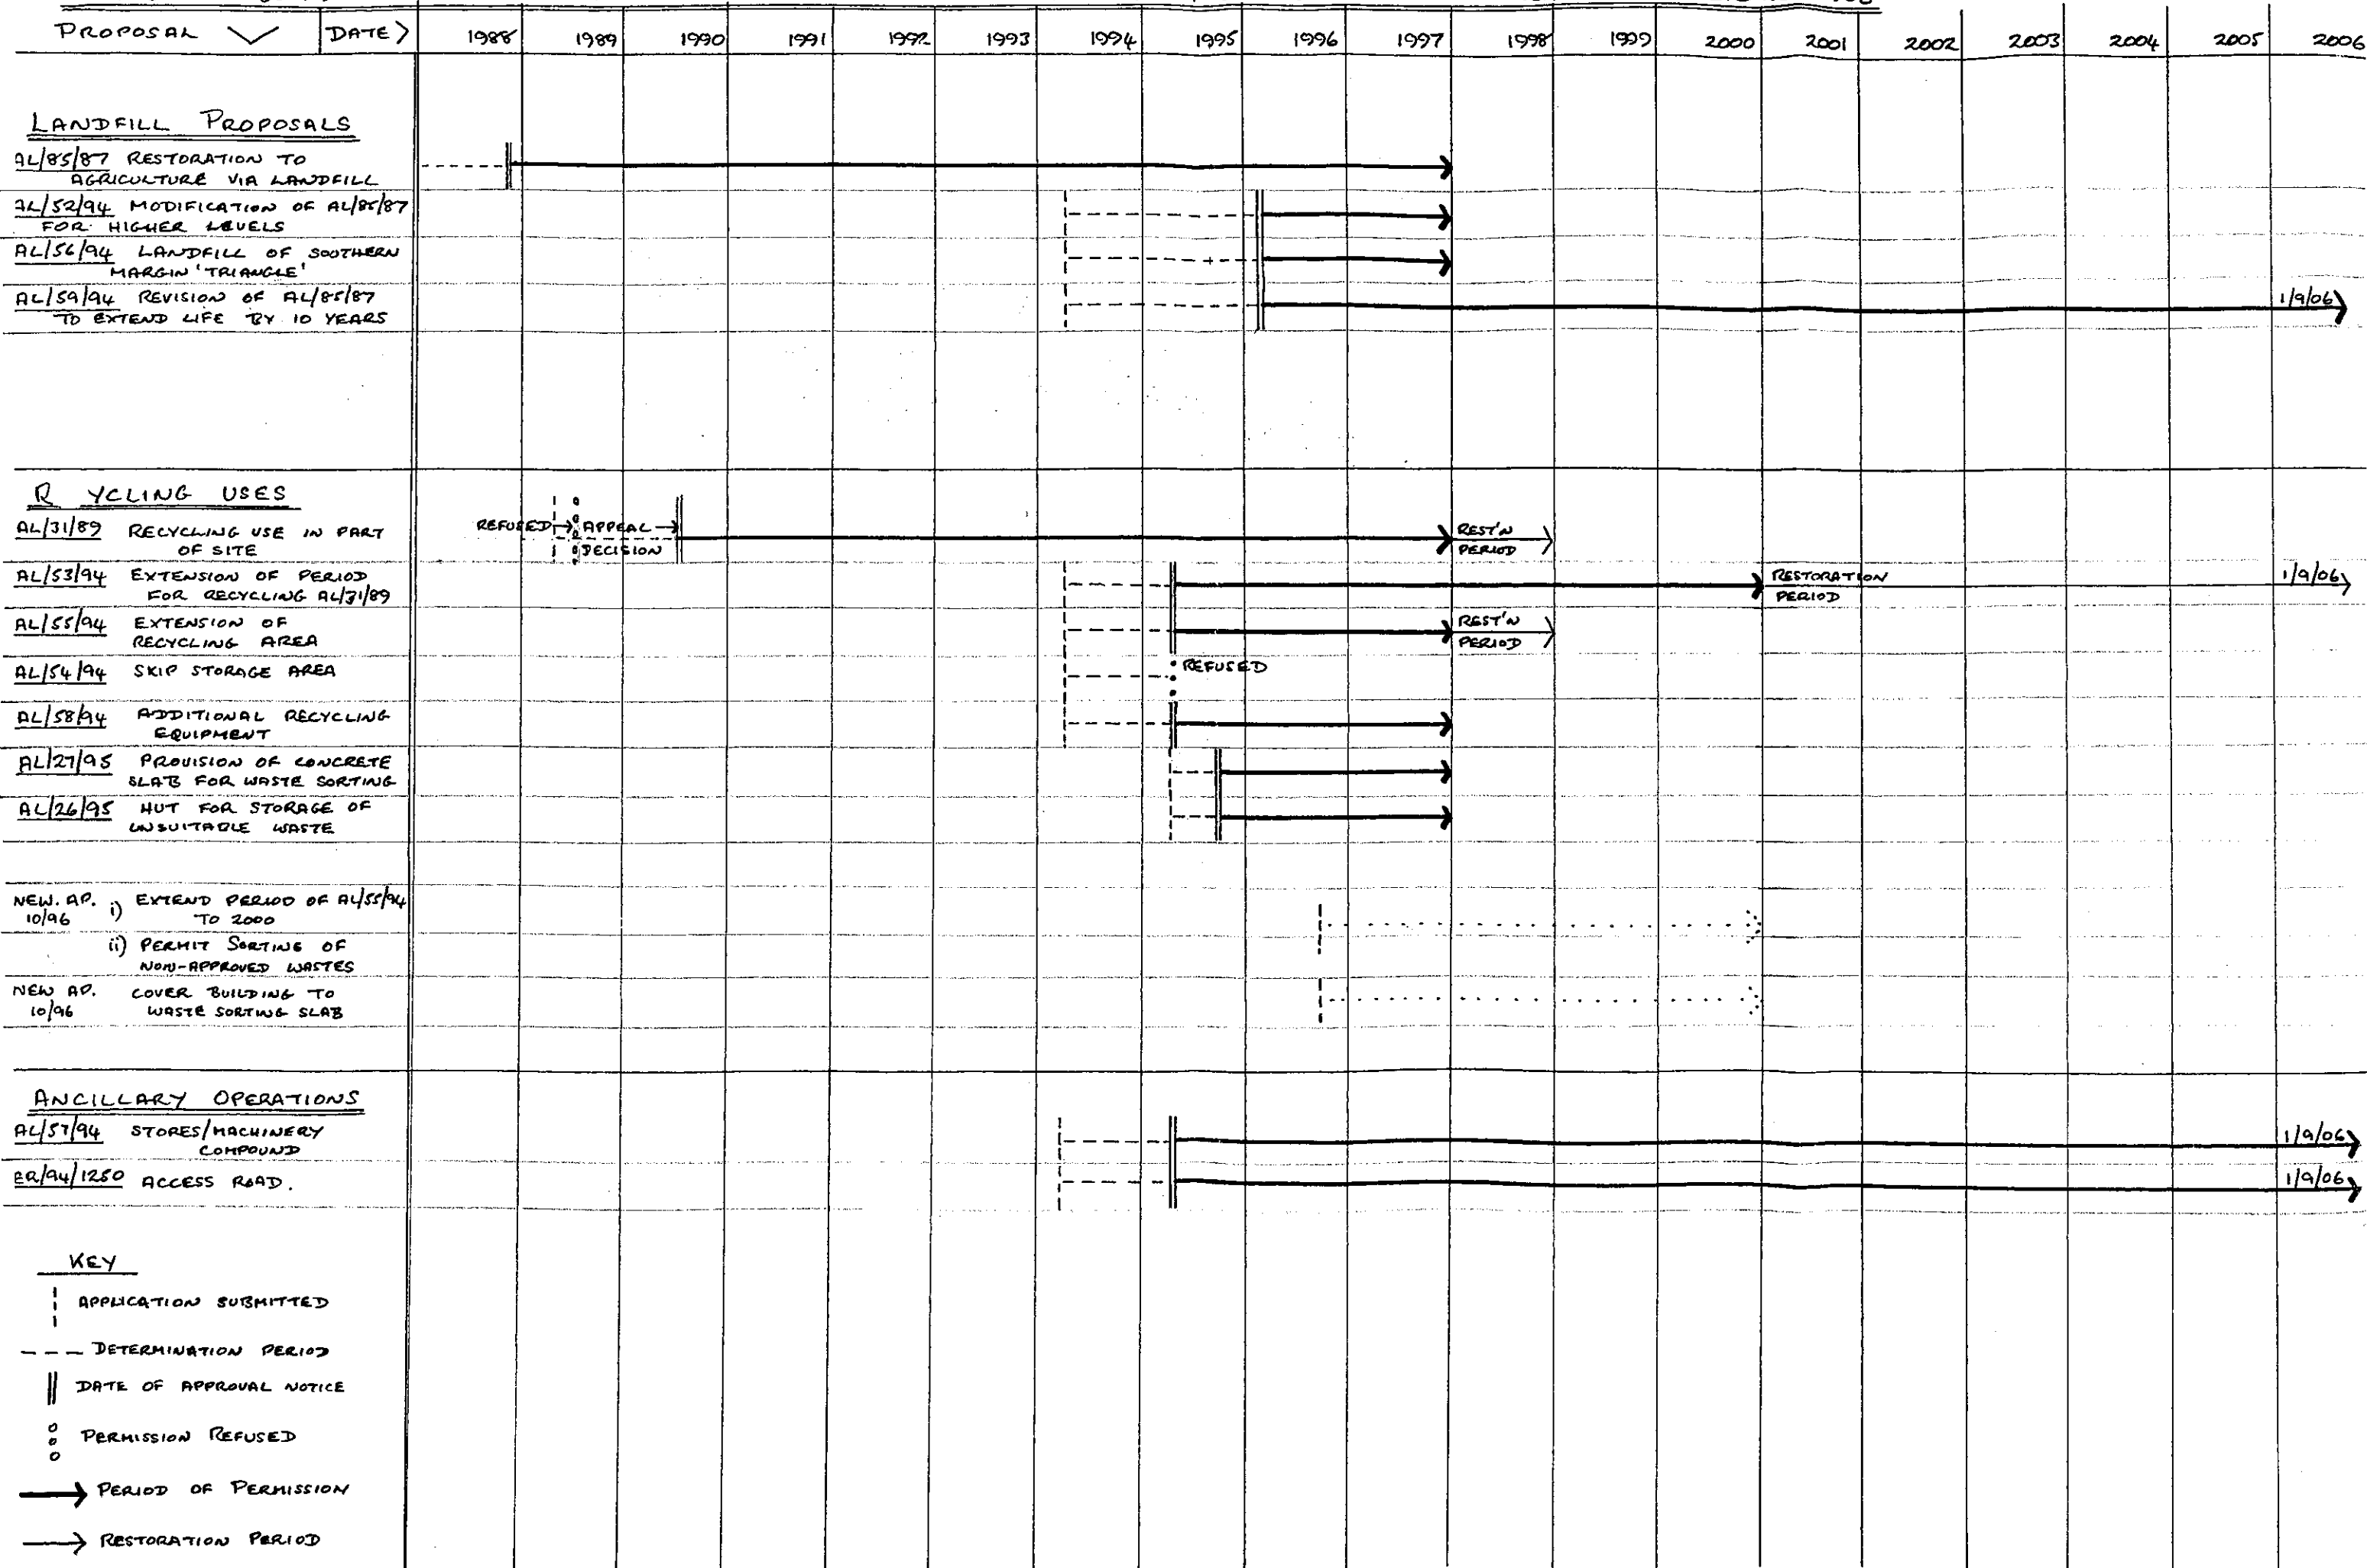 PROPOSAL DATE> 1988 1989 1990 1991 1992 1993 1994 1995 1996 1997 1998 1999 2000 2001 2002 2003 2004 2005 2006
LANDFILL PROPOSALS
AL/85/87 RESTORATION TO
AGRICULTURE VIA LANDFILL
AL/52/94 MODIFICATION OF AL/85/87
FOR HIGHER LEVELS
AL/56/94 LANDFILL OF SOUTHERN
MARGIN 'TRIANGLE'
AL/59/94 REVISION OF AL/85/87
TO EXTEND LIFE BY 10 YEARS
1/9/06
R YCLING USES
AL/31/89 RECYCLING USE IN PART
OF SITE
REFUSED APPEAL
DECISION
REST'N
PERIOD
AL/53/94 EXTENSION OF PERIOD
FOR RECYCLING AL/31/89
RESTORATION
PERIOD
1/9/06
AL/55/94 EXTENSION OF
RECYCLING AREA
REST'N
PERIOD
AL/54/94 SKIP STORAGE AREA
REFUSED
AL/58/94 ADDITIONAL RECYCLING
EQUIPMENT
AL/27/95 PROVISION OF CONCRETE
SLAB FOR WASTE SORTING
AL/26/95 HUT FOR STORAGE OF
UNSUITABLE WASTE
NEW. AP. i) EXTEND PERIOD OF AL/55/94
10/96 TO 2000
ii) PERMIT SORTING OF
NON-APPROVED WASTES
NEW AP. COVER BUILDING TO
10/96 WASTE SORTING SLAB
ANCILLARY OPERATIONS
AL/57/94 STORES/MACHINERY
COMPOUND
1/9/06
ER/94/1250 ACCESS ROAD.
1/9/06
KEY
APPLICATION SUBMITTED
DETERMINATION PERIOD
DATE OF APPROVAL NOTICE
PERMISSION REFUSED
PERIOD OF PERMISSION
RESTORATION PERIOD